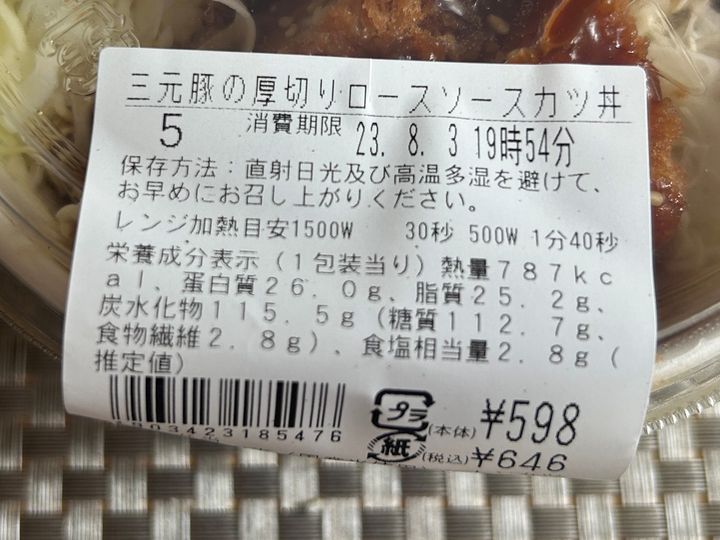 三元豚の厚切りロースソースカツ丼
5 消費期限 23. 8. 3 19時54分
保存方法：直射日光及び高温多湿を避けて、
お早めにお召し上がりください。
レンジ加熱目安1500W 30秒 500W 1分40秒
栄養成分表示（1包装当り）熱量787kc
al、蛋白質26.0g、脂質25.2g、
炭水化物115.5g（糖質112.7g、
食物繊維2.8g）、食塩相当量2.8g（
推定値）
プラ (本体) ¥598
紙 (税込) ¥646